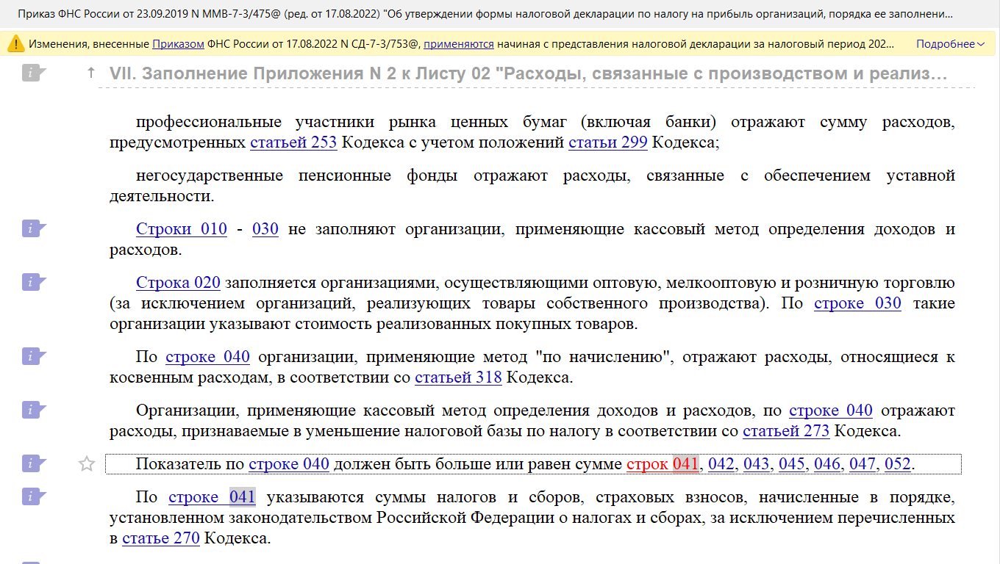 Приказ ФНС России от 23.09.2019 N ММВ-7-3/475@ (ред. от 17.08.2022) "Об утверждении формы налоговой декларации по налогу на прибыль организаций, порядка ее заполнени...
Изменения, внесенные Приказом ФНС России от 17.08.2022 N СД-7-3/753@, применяются начиная с представления налоговой декларации за налоговый период 202... Подробнее
VII. Заполнение Приложения N 2 к Листу 02 "Расходы, связанные с производством и реализ...
профессиональные участники рынка ценных бумаг (включая банки) отражают сумму расходов,
предусмотренных статьей 253 Кодекса с учетом положений статьи 299 Кодекса;
негосударственные пенсионные фонды отражают расходы, связанные с обеспечением уставной
деятельности.
Строки 010 - 030 не заполняют организации, применяющие кассовый метод определения доходов и
расходов.
Строка 020 заполняется организациями, осуществляющими оптовую, мелкооптовую и розничную торговлю
(за исключением организаций, реализующих товары собственного производства). По строке 030 такие
организации указывают стоимость реализованных покупных товаров.
По строке 040 организации, применяющие метод "по начислению", отражают расходы, относящиеся к
косвенным расходам, в соответствии со статьей 318 Кодекса.
Организации, применяющие кассовый метод определения доходов и расходов, по строке 040 отражают
расходы, признаваемые в уменьшение налоговой базы по налогу в соответствии со статьей 273 Кодекса.
Показатель по строке 040 должен быть больше или равен сумме строк 041, 042, 043, 045, 046, 047, 052.
По строке 041 указываются суммы налогов и сборов, страховых взносов, начисленные в порядке,
установленном законодательством Российской Федерации о налогах и сборах, за исключением перечисленных
в статье 270 Кодекса.